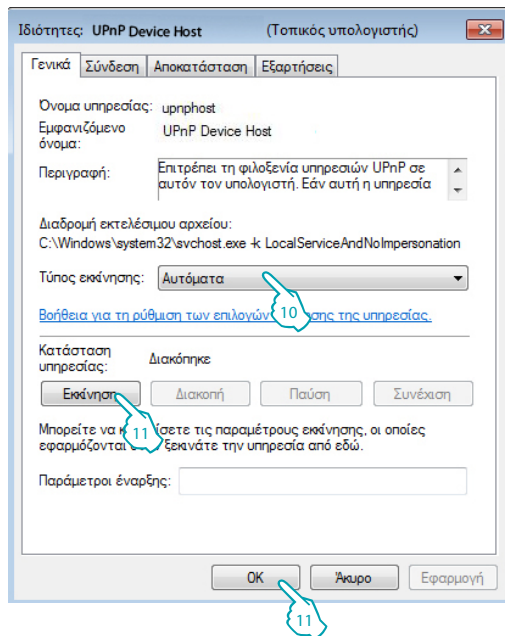 Ιδιότητες: UPnP Device Host (Τοπικός υπολογιστής)
Γενικά Σύνδεση Αποκατάσταση Εξαρτήσεις
Όνομα υπηρεσίας: upnphost
Εμφανιζόμενο όνομα: UPnP Device Host
Περιγραφή: Επιτρέπει τη φιλοξενία υπηρεσιών UPnP σε
αυτόν τον υπολογιστή. Εάν αυτή η υπηρεσία
Διαδρομή εκτελέσιμου αρχείου:
C:\Windows\system32\svchost.exe -k LocalServiceAndNoImpersonation
Τύπος εκκίνησης: Αυτόματα
10
Βοήθεια για τη ρύθμιση των επιλογών της υπηρεσίας.
Κατάσταση υπηρεσίας: Διακόπηκε
Εκκίνηση Διακοπή Παύση Συνέχιση
11
Μπορείτε να τις παραμέτρους εκκίνησης, οι οποίες
εφαρμόζονται ξεκινάτε την υπηρεσία από εδώ.
Παράμετροι έναρξης:
OK Άκυρο Εφαρμογή
11